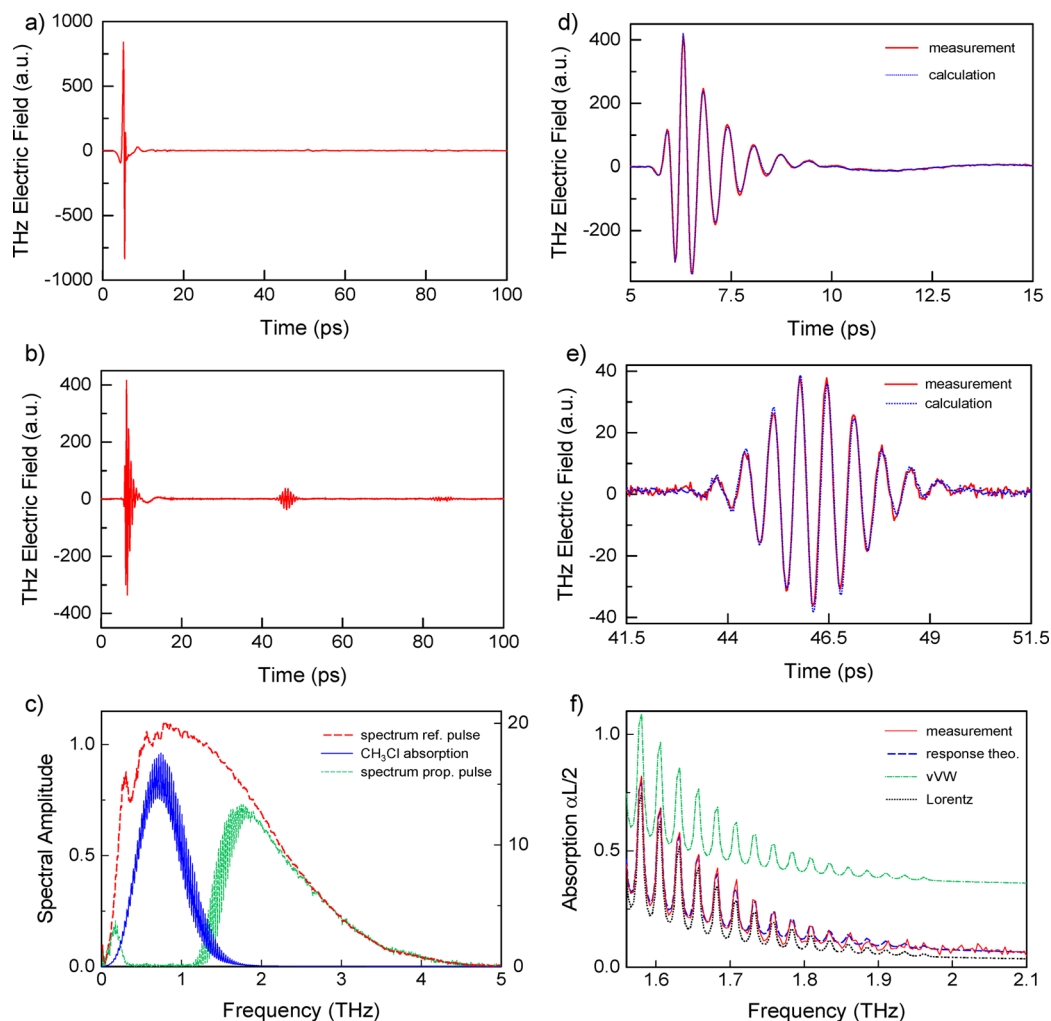 a)
1000
500
0
-500
-1000
THz Electric Field (a.u.)
0 20 40 60 80 100
Time (ps)
b)
400
200
0
-200
-400
THz Electric Field (a.u.)
0 20 40 60 80 100
Time (ps)
c)
1.0
0.5
0.0
Spectral Amplitude
20
10
0
spectrum ref. pulse
CH3Cl absorption
spectrum prop. pulse
0 1 2 3 4 5
Frequency (THz)
d)
400
200
0
-200
THz Electric Field (a.u.)
measurement
calculation
5 7.5 10 12.5 15
Time (ps)
e)
40
20
0
-20
-40
THz Electric Field (a.u.)
measurement
calculation
41.5 44 46.5 49 51.5
Time (ps)
f)
1.0
0.5
0.0
Absorption αL/2
measurement
response theo.
vVW
Lorentz
1.6 1.7 1.8 1.9 2 2.1
Frequency (THz)